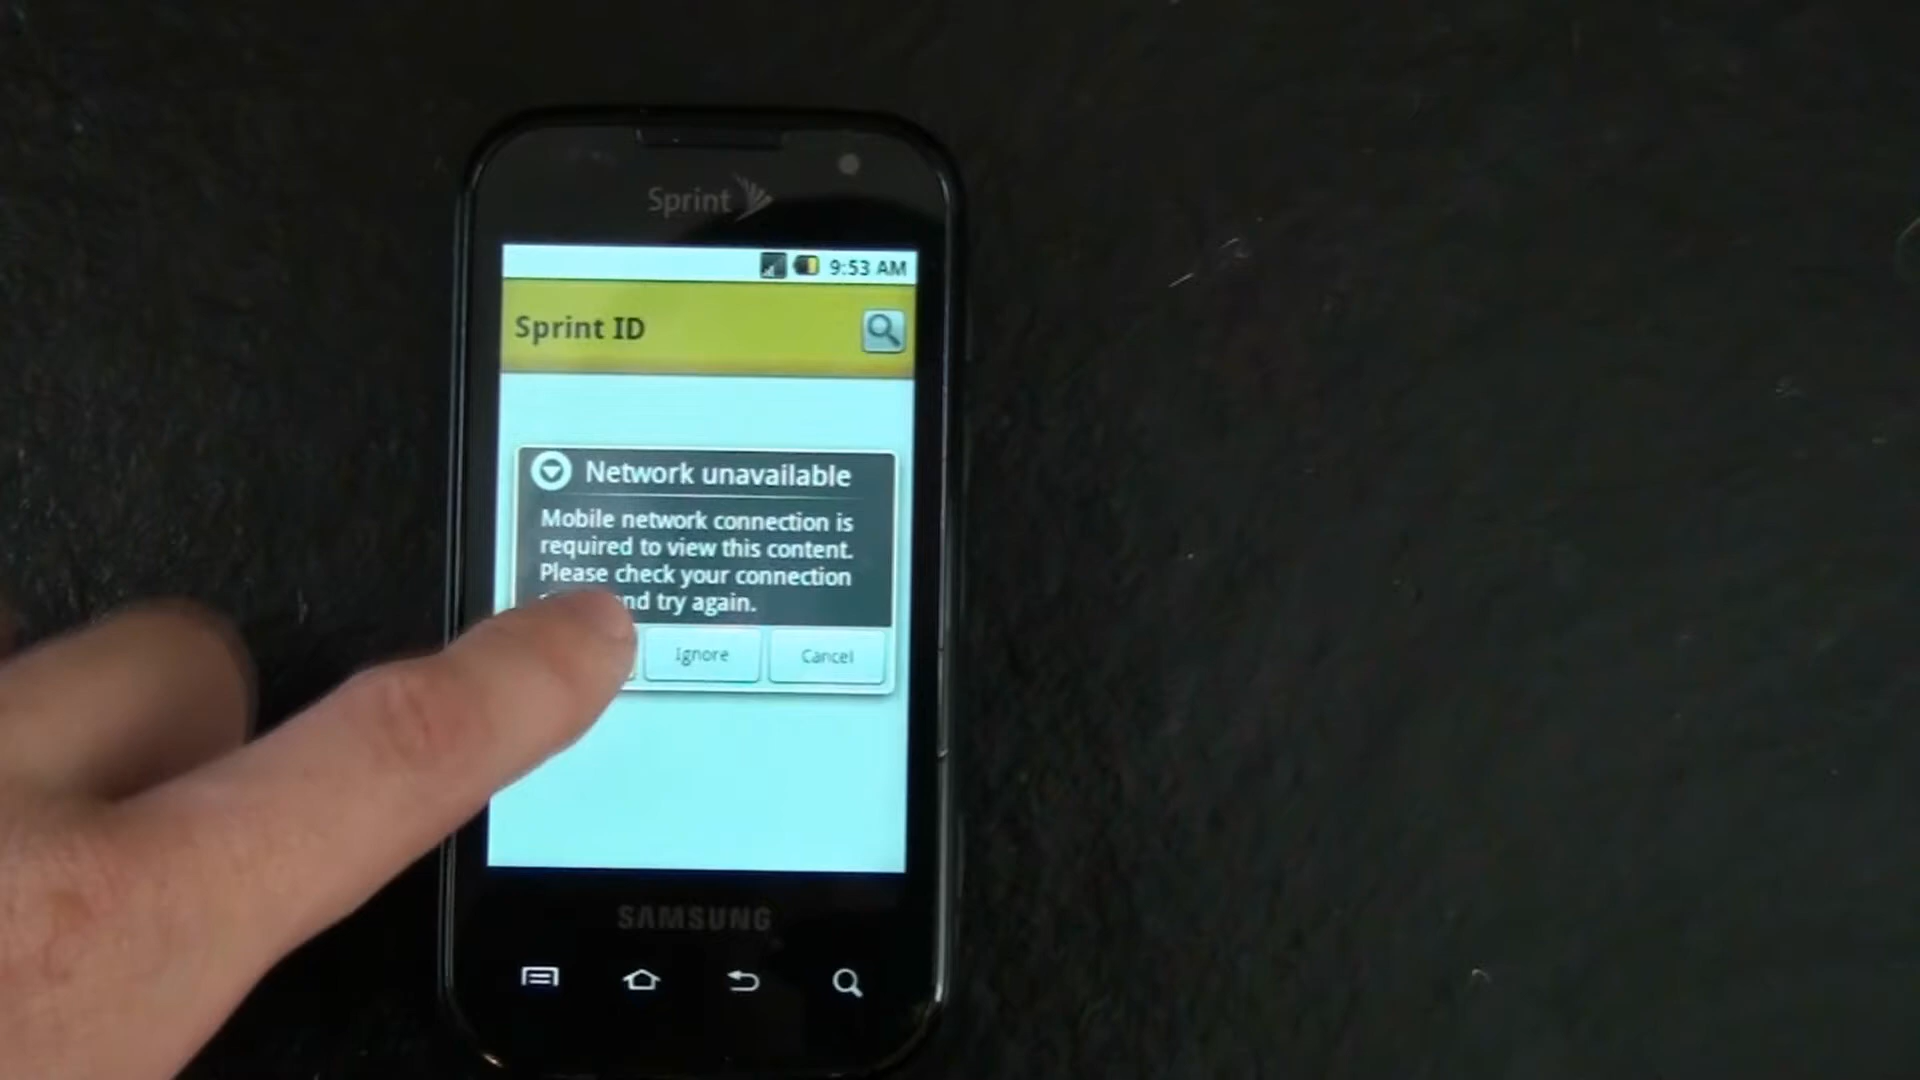 Sprint
9:53 AM
Sprint ID
Network unavailable
Mobile network connection is
required to view this content.
Please check your connection
and try again.
Ignore
Cancel
SAMSUNG